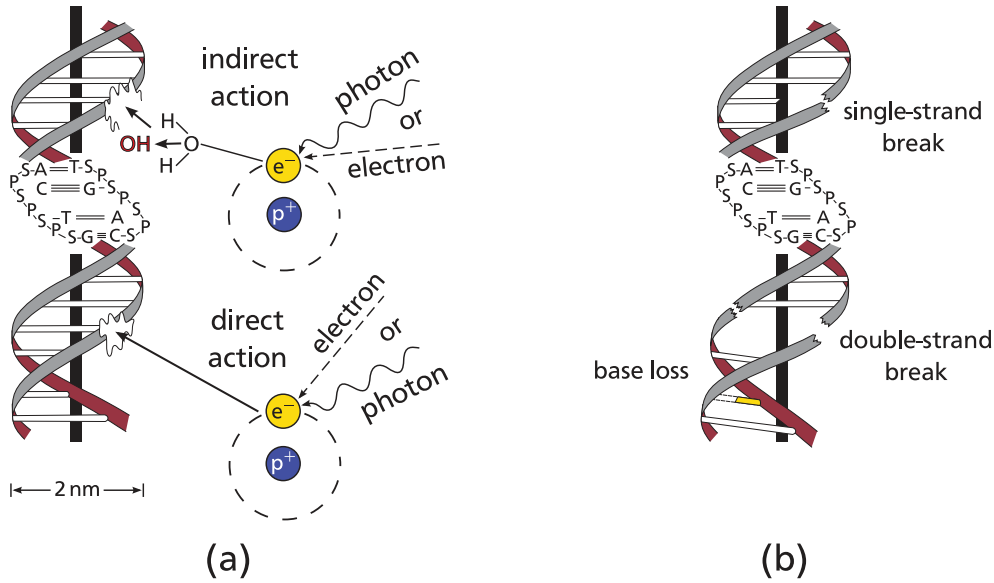 indirect
action
photon
or
electron
H
O
H
OH
e⁻
p⁺
S-A=T-S
P C≡G-S P
P S P
S P
P S-T=A P
P S-G≡C-S P
direct
action
electron
or
photon
e⁻
p⁺
2 nm
(a)
single-strand
break
S-A=T-S
P C≡G-S P
P S P
S P
P S-T=A P
P S-G≡C-S P
double-strand
break
base loss
(b)